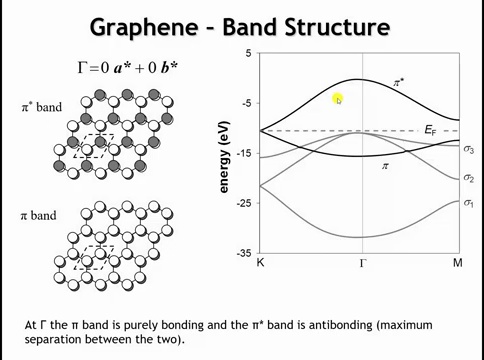 Graphene – Band Structure
Γ=0 a* + 0 b*
π* band
π band
energy (eV)
5
-5
-15
-25
-35
π*
E_F
π
σ₃
σ₂
σ₁
K
Γ
M
At Γ the π band is purely bonding and the π* band is antibonding (maximum
separation between the two).